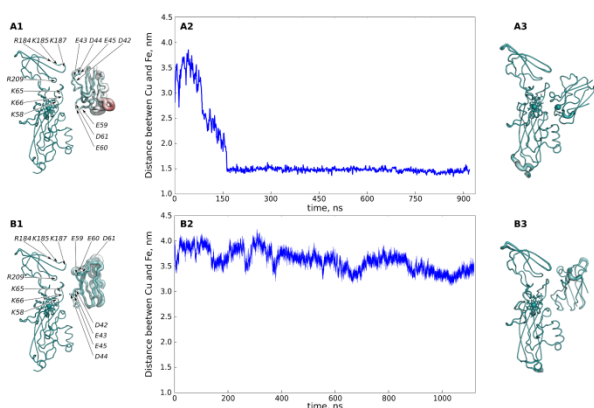 A1
R184 K185 K187 E43 D44 E45 D42
R209
K65
K66
K58
E59
D61
E60
A2
Distance beetwen Cu and Fe, nm
4.5
4.0
3.5
3.0
2.5
2.0
1.5
1.0
0 150 300 450 600 750 900
time, ns
A3
B1
R184 K185 K187 E59 E60 D61
R209
K65
K66
K58
D42
E43
E45
D44
B2
Distance beetwen Cu and Fe, nm
4.5
4.0
3.5
3.0
2.5
2.0
1.5
1.0
0 200 400 600 800 1000
time, ns
B3